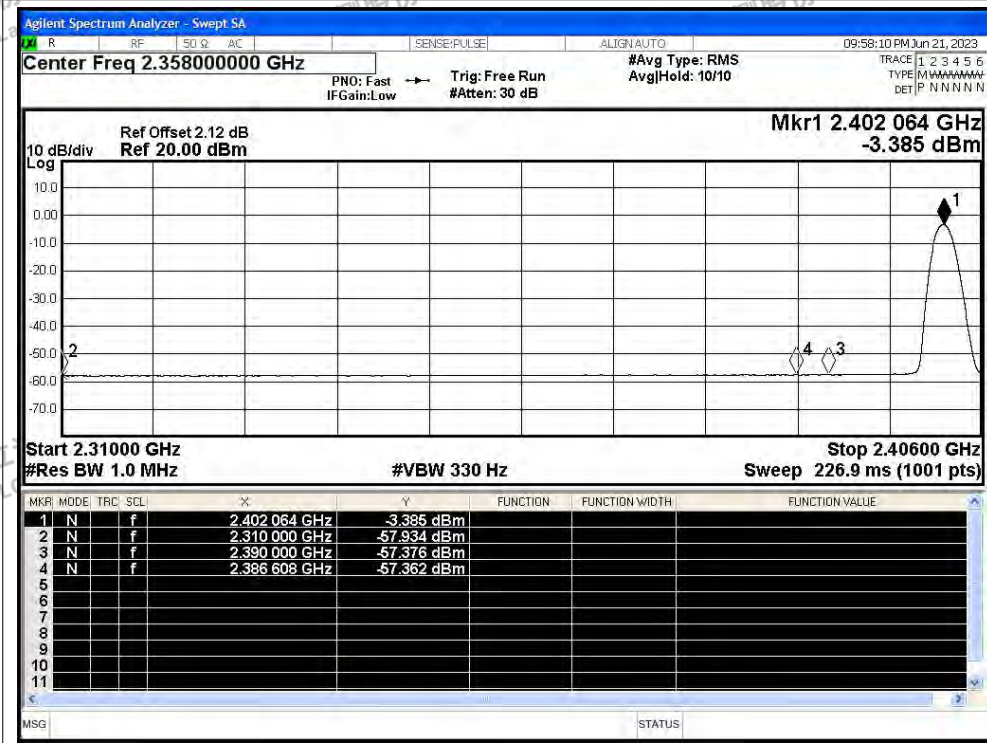 Agilent Spectrum Analyzer - Swept SA
LXI R RF 50 Ω AC SENSE:PULSE ALIGN AUTO 09:58:10 PM Jun 21, 2023
Center Freq 2.358000000 GHz #Avg Type: RMS TRACE 1 2 3 4 5 6
PNO: Fast Trig: Free Run Avg|Hold: 10/10 TYPE M WWWWW
IFGain:Low #Atten: 30 dB DET P N N N N N
Mkr1 2.402 064 GHz
Ref Offset 2.12 dB
10 dB/div Ref 20.00 dBm -3.385 dBm
Log
10.0
1
0.00
-10.0
-20.0
-30.0
-40.0
-50.0 2 4 3
-60.0
-70.0
Start 2.31000 GHz Stop 2.40600 GHz
#Res BW 1.0 MHz #VBW 330 Hz Sweep 226.9 ms (1001 pts)
MKR MODE TRC SCL X Y FUNCTION FUNCTION WIDTH FUNCTION VALUE
1 N f 2.402 064 GHz -3.385 dBm
2 N f 2.310 000 GHz -57.934 dBm
3 N f 2.390 000 GHz -57.376 dBm
4 N f 2.386 608 GHz -57.362 dBm
5
6
7
8
9
10
11
MSG STATUS